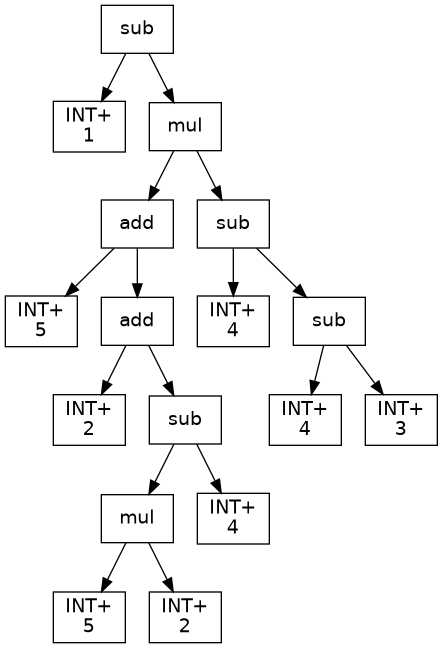 sub
INT+
1
mul
add
sub
INT+
5
add
INT+
4
sub
INT+
2
sub
INT+
4
INT+
3
mul
INT+
4
INT+
5
INT+
2